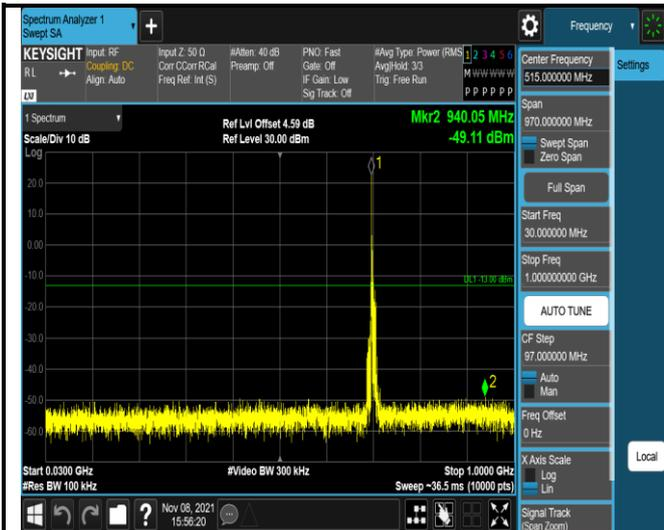 Spectrum Analyzer 1
Swept SA
+
Frequency
KEYSIGHT
R L
LXI
Input: RF
Coupling: DC
Align: Auto
Input Z: 50 Ω
Corr CCorr RCal
Freq Ref: Int (S)
#Atten: 40 dB
Preamp: Off
PNO: Fast
Gate: Off
IF Gain: Low
Sig Track: Off
#Avg Type: Power (RMS
Avg|Hold: 3/3
Trig: Free Run
1 2 3 4 5 6
M W W W W W
P P P P P P
Center Frequency
515.000000 MHz
Settings
Span
970.000000 MHz
Swept Span
Zero Span
Full Span
Start Freq
30.000000 MHz
Stop Freq
1.000000000 GHz
AUTO TUNE
CF Step
97.000000 MHz
Auto
Man
Freq Offset
0 Hz
X Axis Scale
Log
Lin
Signal Track
(Span Zoom)
Local
1 Spectrum
Scale/Div 10 dB
Log
Ref Lvl Offset 4.59 dB
Ref Level 30.00 dBm
Mkr2 940.05 MHz
-49.11 dBm
1
20.0
10.0
0.00
-10.0
DL1 -13.00 dBm
-20.0
-30.0
-40.0
2
-50.0
-60.0
Start 0.0300 GHz
#Res BW 100 kHz
#Video BW 300 kHz
Stop 1.0000 GHz
Sweep ~36.5 ms (10000 pts)
?
Nov 08, 2021
15:56:20